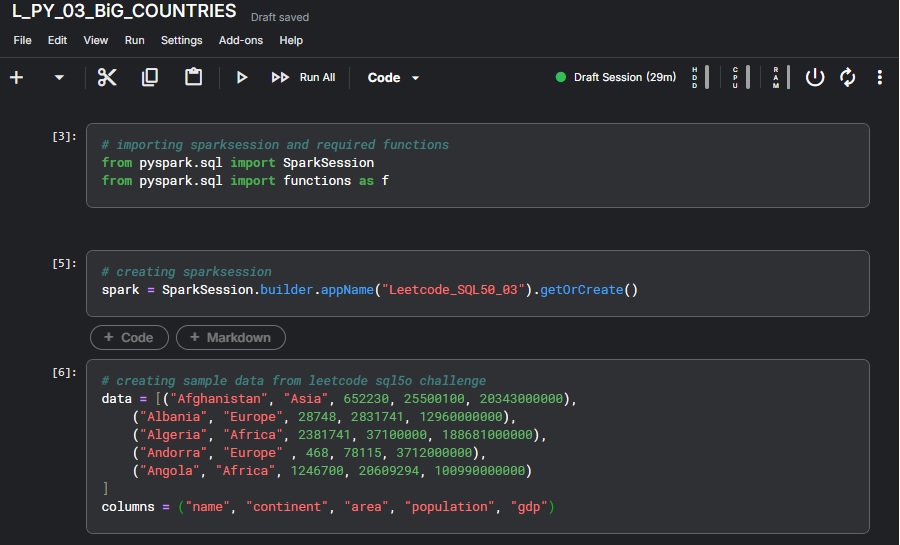 L_PY_03_BiG_COUNTRIES Draft saved
File Edit View Run Settings Add-ons Help
Run All Code Draft Session (29m) HDD CPU RAM
[3]:
# importing sparksession and required functions
from pyspark.sql import SparkSession
from pyspark.sql import functions as f
[5]:
# creating sparksession
spark = SparkSession.builder.appName("Leetcode_SQL50_03").getOrCreate()
+ Code + Markdown
[6]:
# creating sample data from leetcode sql5o challenge
data = [("Afghanistan", "Asia", 652230, 25500100, 20343000000),
("Albania", "Europe", 28748, 2831741, 12960000000),
("Algeria", "Africa", 2381741, 37100000, 188681000000),
("Andorra", "Europe" , 468, 78115, 3712000000),
("Angola", "Africa", 1246700, 20609294, 100990000000)
]
columns = ("name", "continent", "area", "population", "gdp")